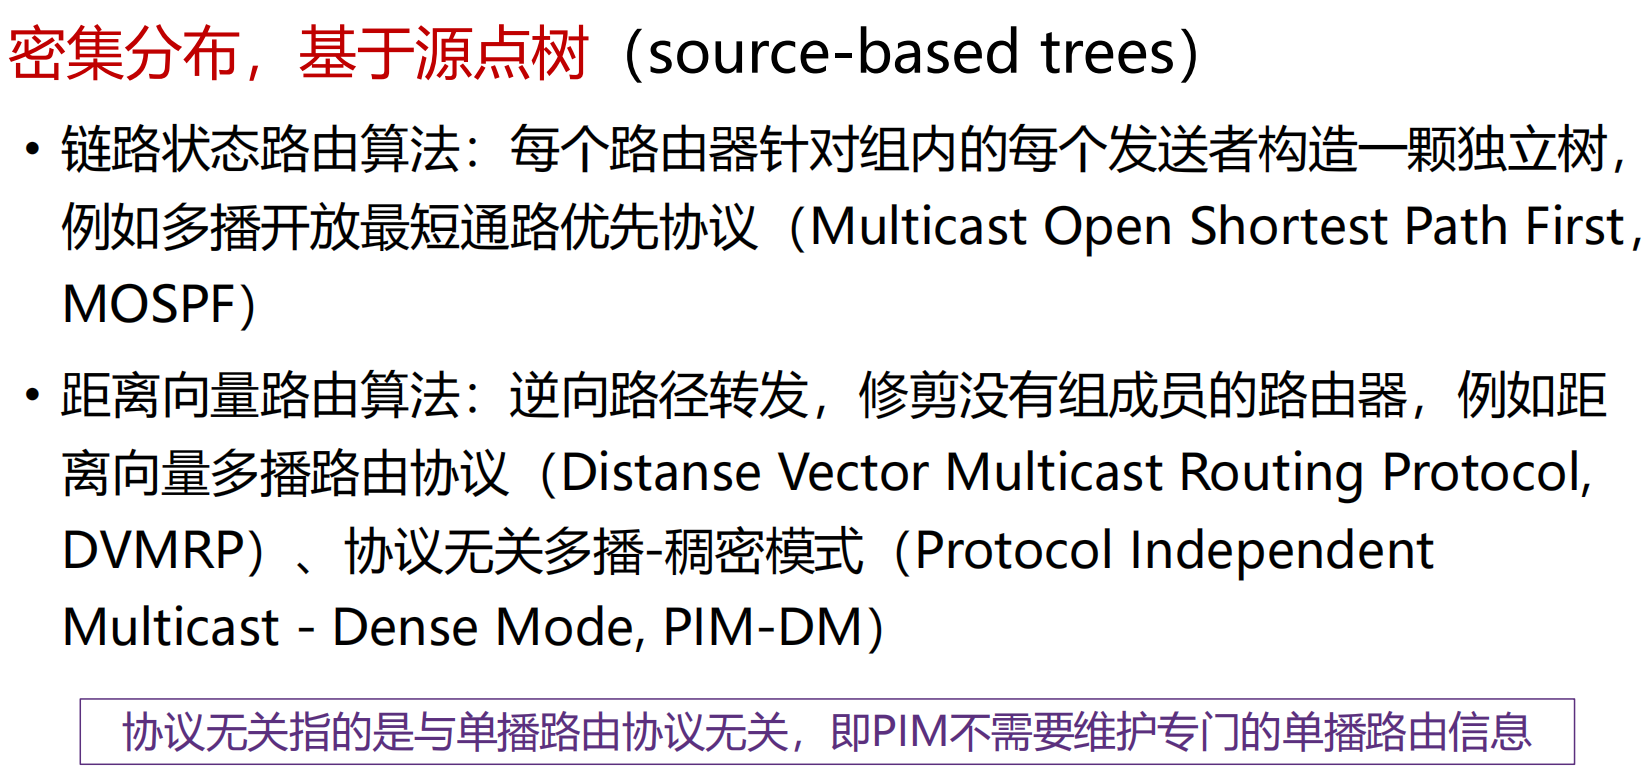 密集分布，基于源点树（source-based trees）
• 链路状态路由算法：每个路由器针对组内的每个发送者构造一颗独立树，
例如多播开放最短通路优先协议（Multicast Open Shortest Path First，
MOSPF）
• 距离向量路由算法：逆向路径转发，修剪没有组成员的路由器，例如距
离向量多播路由协议（Distanse Vector Multicast Routing Protocol,
DVMRP）、协议无关多播-稠密模式（Protocol Independent
Multicast - Dense Mode, PIM-DM）
协议无关指的是与单播路由协议无关，即PIM不需要维护专门的单播路由信息